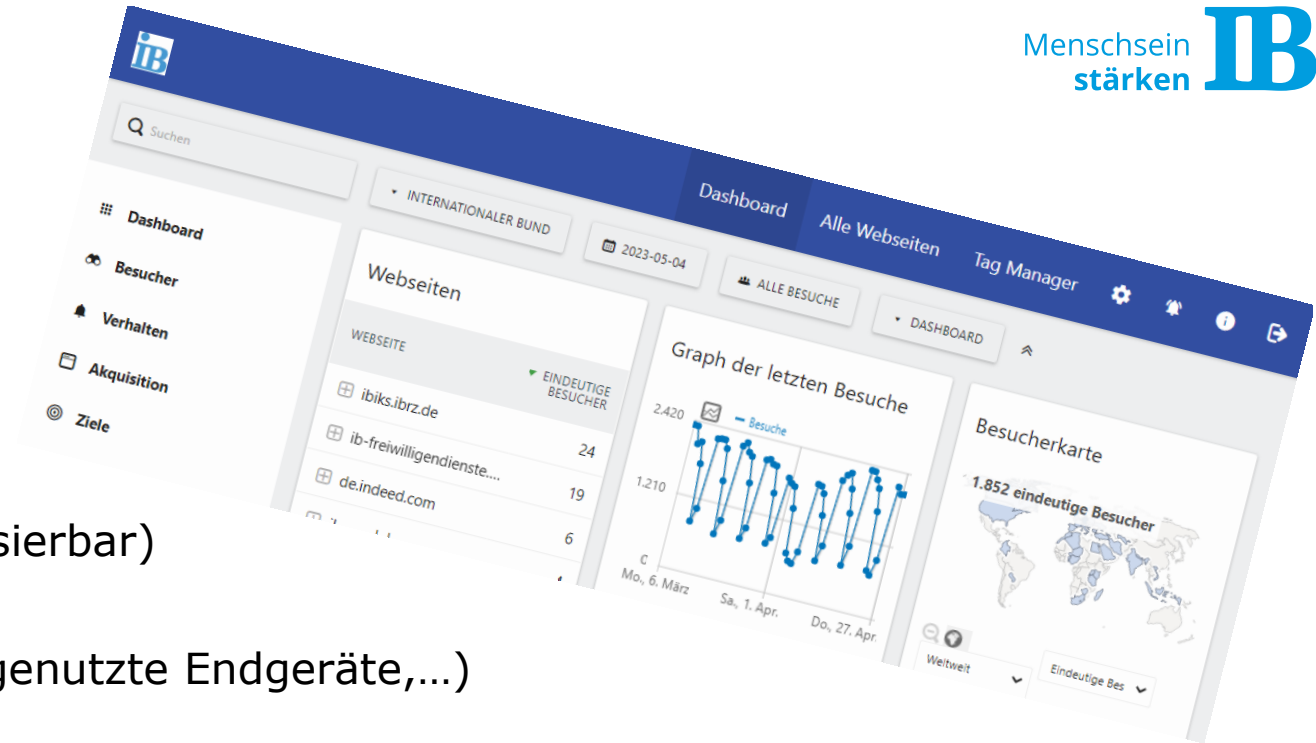 Menschsein
stärken
IB
IB
Suchen
Dashboard
Alle Webseiten
Tag Manager
INTERNATIONALER BUND
2023-05-04
ALLE BESUCHE
DASHBOARD
Dashboard
Besucher
Verhalten
Akquisition
Ziele
Webseiten
WEBSEITE
EINDEUTIGE
BESUCHER
ibiks.ibrz.de
24
ib-freiwilligendienste....
19
de.indeed.com
6
Graph der letzten Besuche
2.420
Besuche
1.210
Mo., 6. März
Sa., 1. Apr.
Do., 27. Apr.
Besucherkarte
1.852 eindeutige Besucher
Weltweit
Eindeutige Bes
sierbar)
genutzte Endgeräte,…)